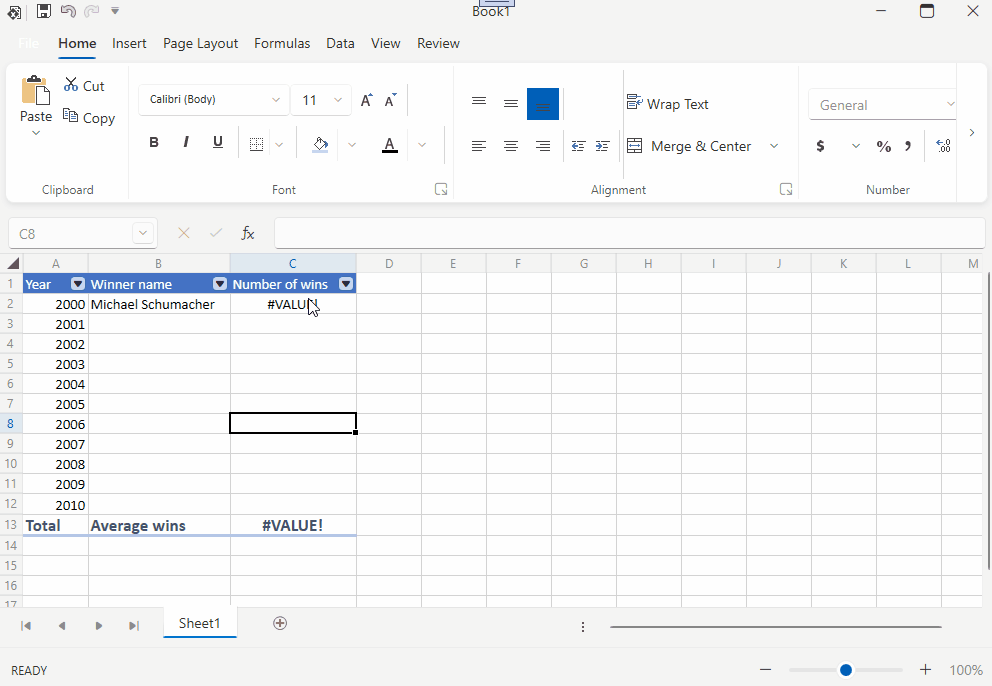 Book1
File Home Insert Page Layout Formulas Data View Review
Cut
Paste
Copy
Calibri (Body) 11 A A
B I U A
Wrap Text
Merge & Center
General
$ % , .00
Clipboard Font Alignment Number
C8 fx
A B C D E F G H I J K L M
1 Year Winner name Number of wins
2 2000 Michael Schumacher #VALUE!
3 2001
4 2002
5 2003
6 2004
7 2005
8 2006
9 2007
10 2008
11 2009
12 2010
13 Total Average wins #VALUE!
14
15
16
17
Sheet1
READY 100%